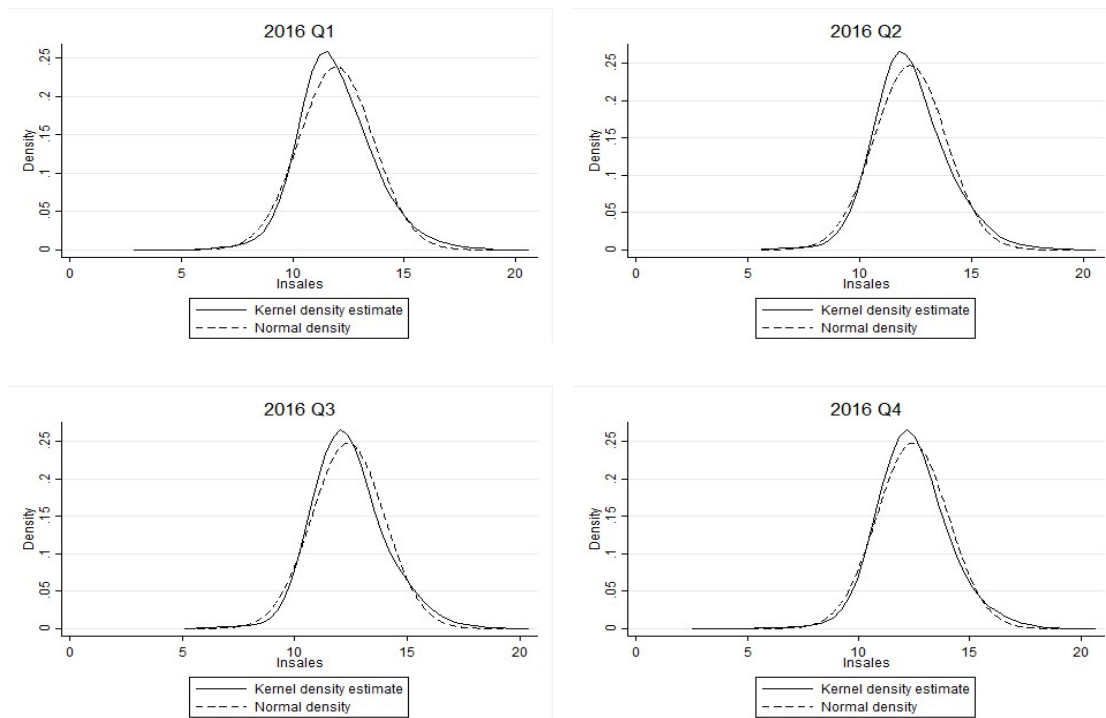 2016 Q1
Density
0 .05 .1 .15 .2 .25
0 5 10 15 20
lnsales
Kernel density estimate
Normal density
2016 Q2
Density
0 .05 .1 .15 .2 .25
0 5 10 15 20
lnsales
Kernel density estimate
Normal density
2016 Q3
Density
0 .05 .1 .15 .2 .25
0 5 10 15 20
lnsales
Kernel density estimate
Normal density
2016 Q4
Density
0 .05 .1 .15 .2 .25
0 5 10 15 20
lnsales
Kernel density estimate
Normal density